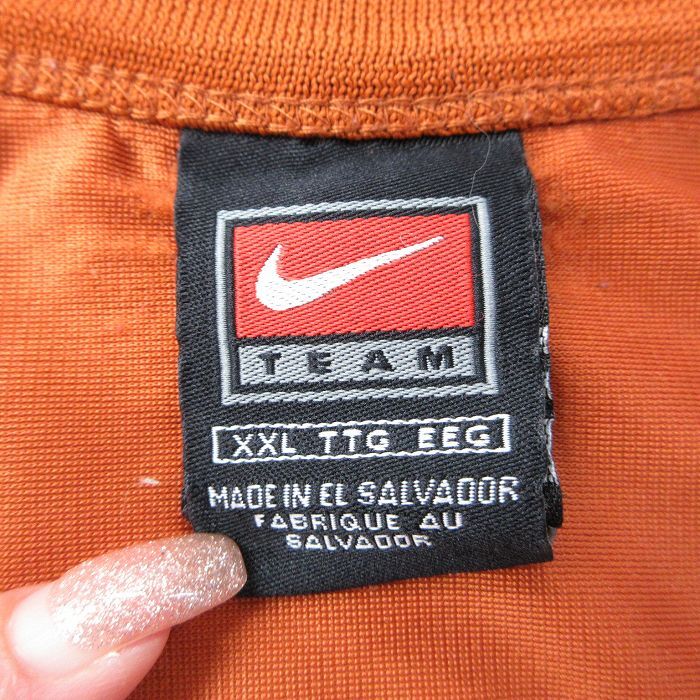 TEAM
XXL TTG EEG
MADE IN EL SALVADOR
FABRIQUE AU
SALVADOR